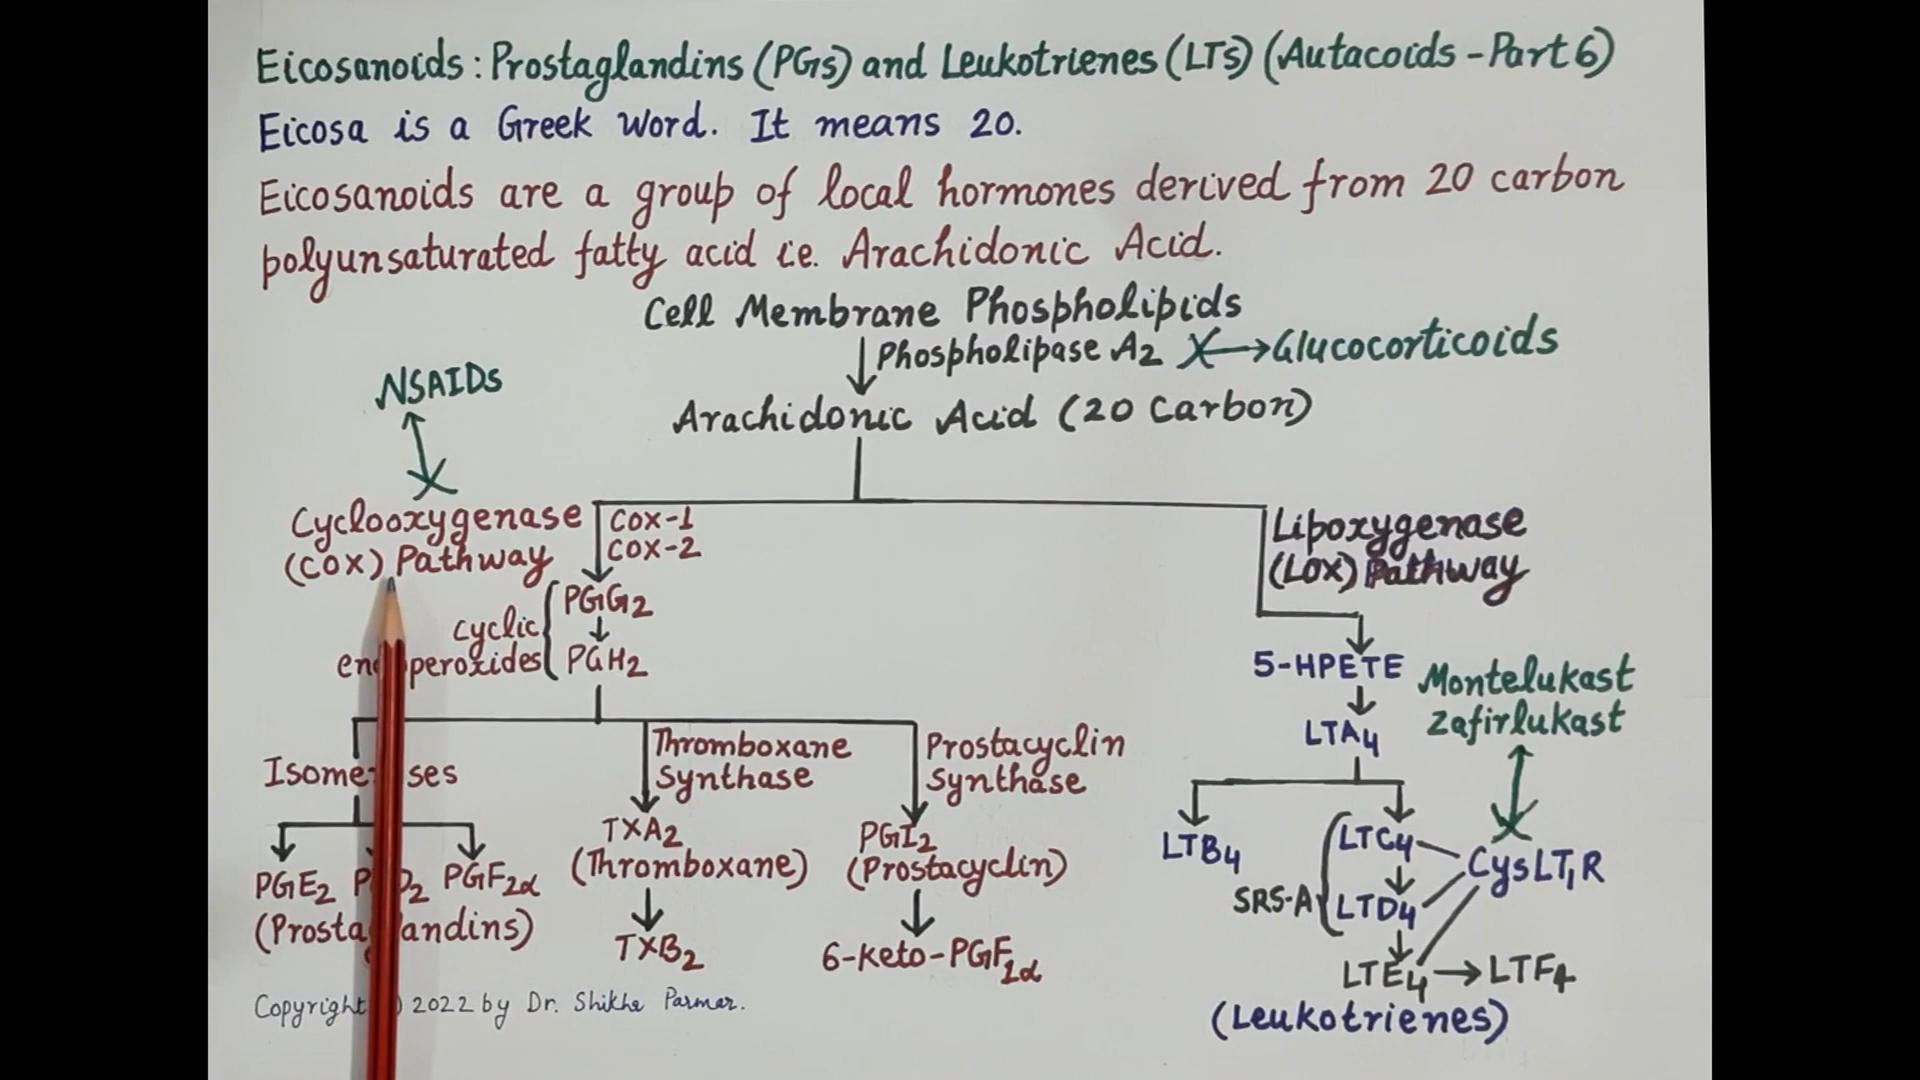 Eicosanoids: Prostaglandins (PGs) and Leukotrienes (LTs) (Autacoids - Part 6)
Eicosa is a Greek word. It means 20.
Eicosanoids are a group of local hormones derived from 20 carbon
polyunsaturated fatty acid i.e. Arachidonic Acid.
Cell Membrane Phospholipids
Phospholipase A2 X Glucocorticoids
NSAIDs
Arachidonic Acid (20 Carbon)
Cyclooxygenase
(COX) Pathway
COX-1
COX-2
Lipoxygenase
(LOX) Pathway
PGG2
cyclic
PGH2
5-HPETE
Montelukast
Zafirlukast
LTA4
Thromboxane
Synthase
Prostacyclin
Synthase
PGE2
PGF2α
TXA2
(Thromboxane)
TXB2
PGI2
(Prostacyclin)
6-keto-PGF1α
LTB4
LTC4
CysLT1R
SRS-A
LTD4
LTE4 → LTF4
(Leukotrienes)
Copyright 2022 by Dr. Shikha Parmar.